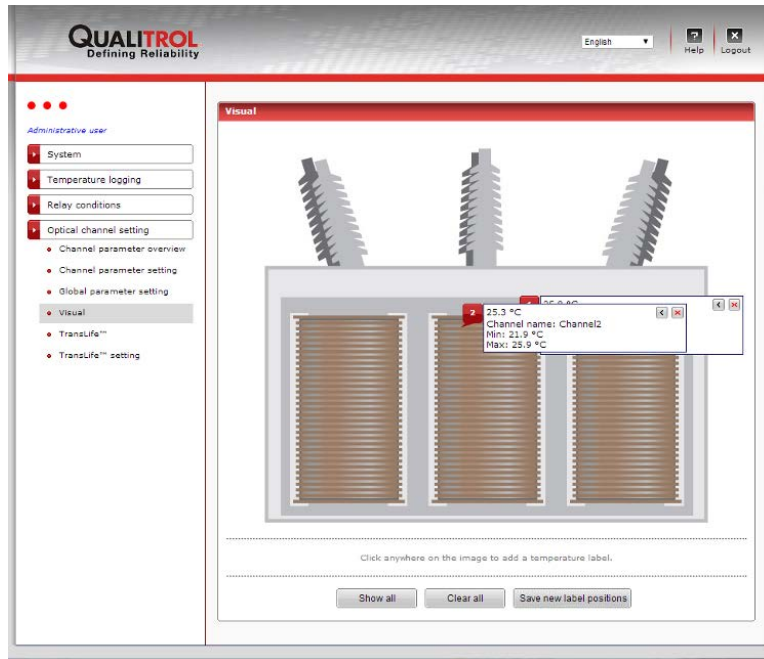 QUALITROL
Defining Reliability
English
Help
Logout
Administrative user
System
Temperature logging
Relay conditions
Optical channel setting
Channel parameter overview
Channel parameter setting
Global parameter setting
Visual
TransLife™
TransLife™ setting
Visual
2
25.3 °C
Channel name: Channel2
Min: 21.9 °C
Max: 25.9 °C
Click anywhere on the image to add a temperature label.
Show all
Clear all
Save new label positions